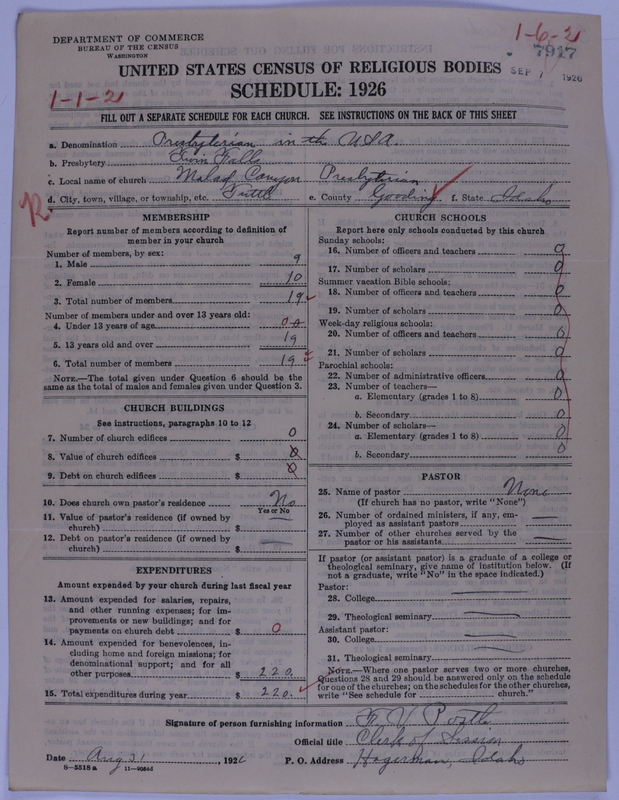 DEPARTMENT OF COMMERCE
BUREAU OF THE CENSUS
WASHINGTON
1-6-2
7917
SEP 7 1926
UNITED STATES CENSUS OF RELIGIOUS BODIES
SCHEDULE: 1926
1-1-2
FILL OUT A SEPARATE SCHEDULE FOR EACH CHURCH. SEE INSTRUCTIONS ON THE BACK OF THIS SHEET
a. Denomination Presbyterian in the U.S.A.
b. Presbytery Twin Falls
c. Local name of church Malad Canyon Presbyterian
d. City, town, village, or township, etc. Tuttle e. County Gooding f. State Idaho
MEMBERSHIP
Report number of members according to definition of
member in your church
Number of members, by sex:
1. Male 9
2. Female 10
3. Total number of members 19
Number of members under and over 13 years old:
4. Under 13 years of age 0
5. 13 years old and over 19
6. Total number of members 19
NOTE.—The total given under Question 6 should be the
same as the total of males and females given under Question 3.
CHURCH BUILDINGS
See instructions, paragraphs 10 to 12
7. Number of church edifices 0
8. Value of church edifices $ 0
9. Debt on church edifices $ 0
10. Does church own pastor's residence No
Yes or No
11. Value of pastor's residence (if owned by
church) $ —
12. Debt on pastor's residence (if owned by
church) $ —
EXPENDITURES
Amount expended by your church during last fiscal year
13. Amount expended for salaries, repairs,
and other running expenses; for im-
provements or new buildings; and for
payments on church debt $ 0
14. Amount expended for benevolences, in-
cluding home and foreign missions; for
denominational support; and for all
other purposes $ 220.
15. Total expenditures during year $ 220.
CHURCH SCHOOLS
Report here only schools conducted by this church
Sunday schools:
16. Number of officers and teachers 0
17. Number of scholars 0
Summer vacation Bible schools:
18. Number of officers and teachers 0
19. Number of scholars 0
Week-day religious schools:
20. Number of officers and teachers 0
21. Number of scholars 0
Parochial schools:
22. Number of administrative officers 0
23. Number of teachers—
a. Elementary (grades 1 to 8) 0
b. Secondary 0
24. Number of scholars—
a. Elementary (grades 1 to 8) 0
b. Secondary 0
PASTOR
25. Name of pastor None
(If church has no pastor, write "None")
26. Number of ordained ministers, if any, em-
ployed as assistant pastors —
27. Number of other churches served by the
pastor or his assistants —
If pastor (or assistant pastor) is a graduate of a college or
theological seminary, give name of institution below. (If
not a graduate, write "No" in the space indicated.)
Pastor:
28. College —
29. Theological seminary —
Assistant pastor:
30. College —
31. Theological seminary —
NOTE.—Where one pastor serves two or more churches,
Questions 28 and 29 should be answered only on the schedule
for one of the churches; on the schedules for the other churches,
write "See schedule for church."
Signature of person furnishing information
Official title Clerk of Session
Date Aug 31, 1926 P. O. Address Hagerman, Idaho
8-5518 a